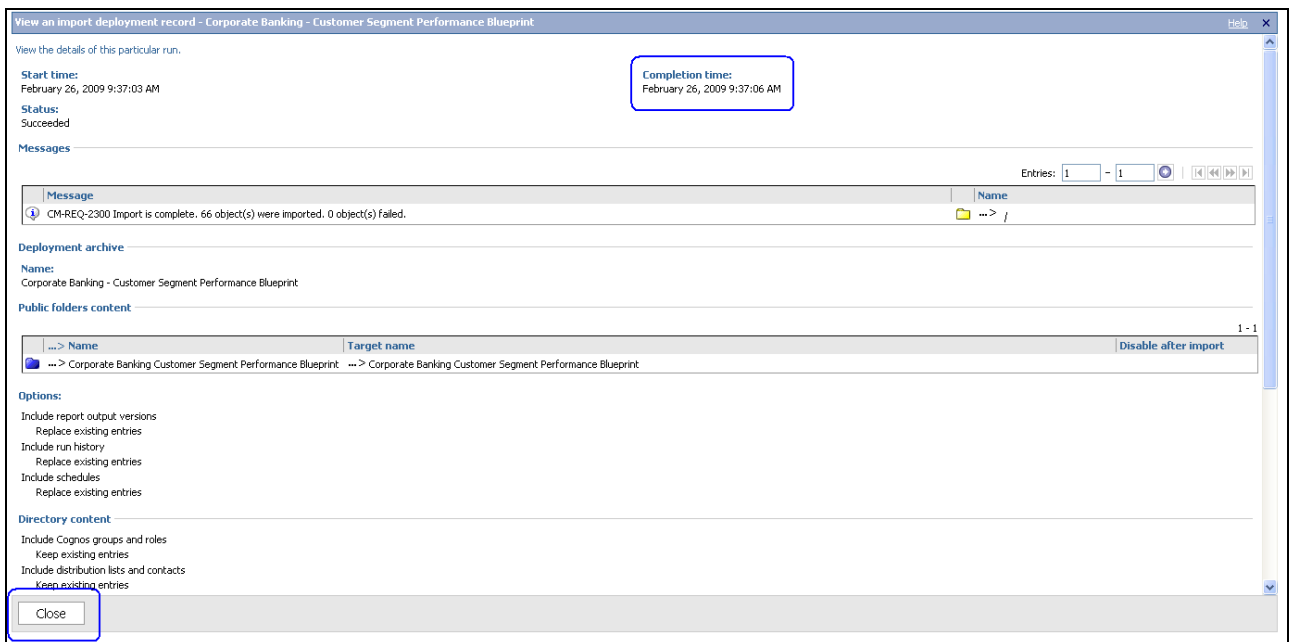 View an import deployment record - Corporate Banking - Customer Segment Performance Blueprint Help ×
View the details of this particular run.
Start time: Completion time:
February 26, 2009 9:37:03 AM February 26, 2009 9:37:06 AM
Status:
Succeeded
Messages
Entries: 1 - 1
Message Name
CM-REQ-2300 Import is complete. 66 object(s) were imported. 0 object(s) failed. ...> /
Deployment archive
Name:
Corporate Banking - Customer Segment Performance Blueprint
Public folders content
1 - 1
...> Name Target name Disable after import
...> Corporate Banking Customer Segment Performance Blueprint ...> Corporate Banking Customer Segment Performance Blueprint
Options:
Include report output versions
Replace existing entries
Include run history
Replace existing entries
Include schedules
Replace existing entries
Directory content
Include Cognos groups and roles
Keep existing entries
Include distribution lists and contacts
Keep existing entries
Close